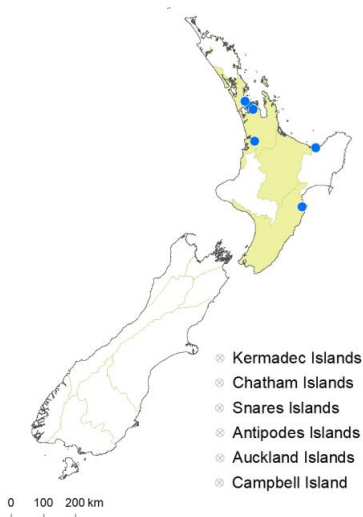 ⊗ Kermadec Islands
⊗ Chatham Islands
⊗ Snares Islands
⊗ Antipodes Islands
⊗ Auckland Islands
⊗ Campbell Island
0 100 200 km